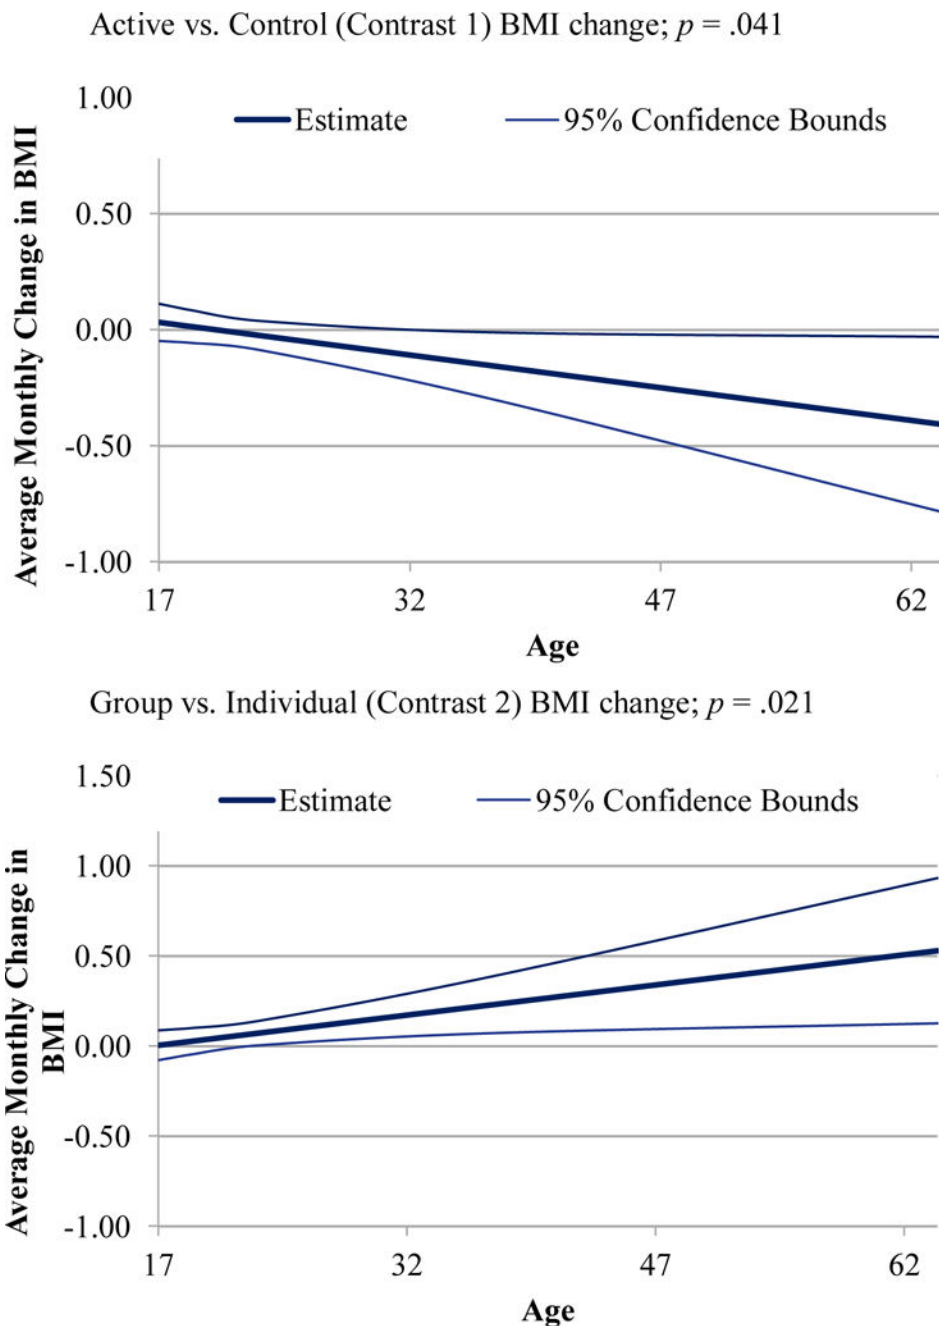 Active vs. Control (Contrast 1) BMI change; p = .041
1.00
Estimate
95% Confidence Bounds
0.50
0.00
-0.50
-1.00
Average Monthly Change in BMI
17
32
47
62
Age
Group vs. Individual (Contrast 2) BMI change; p = .021
1.50
Estimate
95% Confidence Bounds
1.00
0.50
0.00
-0.50
-1.00
Average Monthly Change in
BMI
17
32
47
62
Age